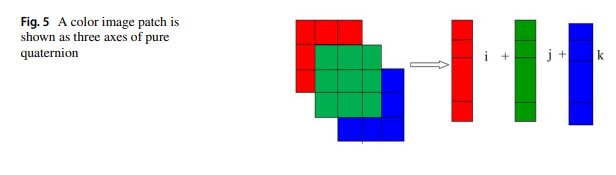 Fig. 5 A color image patch is
shown as three axes of pure
quaternion
i + j + k